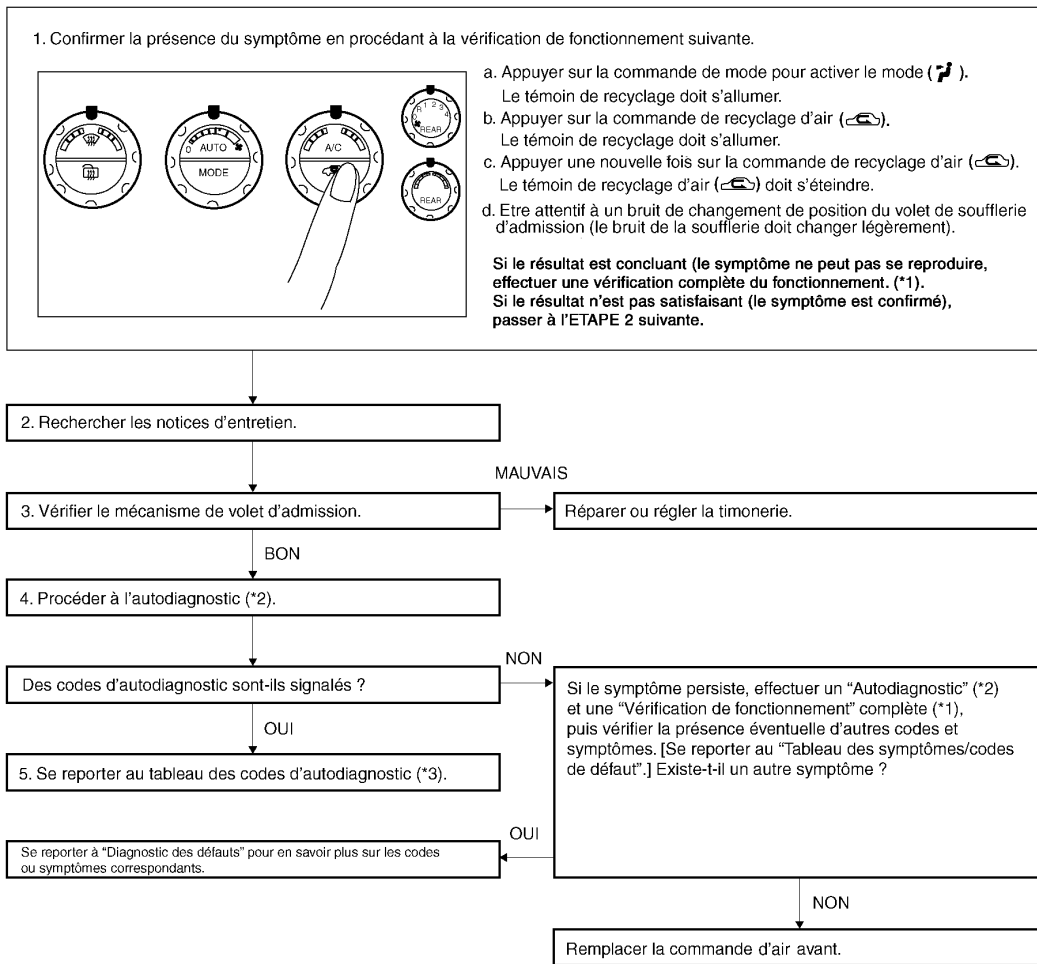 1. Confirmer la présence du symptôme en procédant à la vérification de fonctionnement suivante.
AUTO
MODE
0
A/C
0 R 1 2 3 4
REAR
REAR
a. Appuyer sur la commande de mode pour activer le mode ( ).
Le témoin de recyclage doit s'allumer.
b. Appuyer sur la commande de recyclage d'air ( ).
Le témoin de recyclage doit s'allumer.
c. Appuyer une nouvelle fois sur la commande de recyclage d'air ( ).
Le témoin de recyclage d'air ( ) doit s'éteindre.
d. Etre attentif à un bruit de changement de position du volet de soufflerie
d'admission (le bruit de la soufflerie doit changer légèrement).
Si le résultat est concluant (le symptôme ne peut pas se reproduire,
effectuer une vérification complète du fonctionnement. (*1).
Si le résultat n'est pas satisfaisant (le symptôme est confirmé),
passer à l'ETAPE 2 suivante.
2. Rechercher les notices d'entretien.
MAUVAIS
3. Vérifier le mécanisme de volet d'admission.
Réparer ou régler la timonerie.
BON
4. Procéder à l'autodiagnostic (*2).
NON
Des codes d'autodiagnostic sont-ils signalés ?
Si le symptôme persiste, effectuer un "Autodiagnostic" (*2)
et une "Vérification de fonctionnement" complète (*1),
puis vérifier la présence éventuelle d'autres codes et
symptômes. [Se reporter au "Tableau des symptômes/codes
de défaut".] Existe-t-il un autre symptôme ?
OUI
5. Se reporter au tableau des codes d'autodiagnostic (*3).
OUI
Se reporter à "Diagnostic des défauts" pour en savoir plus sur les codes
ou symptômes correspondants.
NON
Remplacer la commande d'air avant.